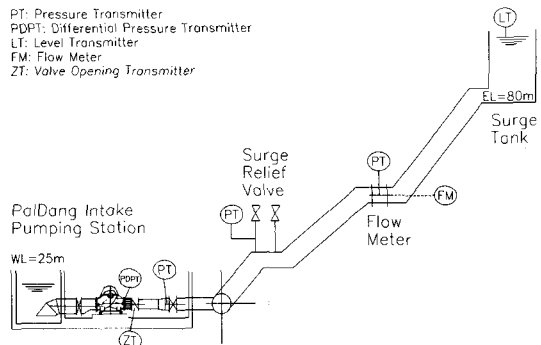 PT: Pressure Transmitter
PDPT: Differential Pressure Transmitter
LT: Level Transmitter
FM: Flow Meter
ZT: Valve Opening Transmitter
LT
EL=80m
Surge
Tank
Surge
Relief
Valve
PT
FM
PT
Flow
Meter
PalDang Intake
Pumping Station
WL=25m
PDPT
PT
ZT